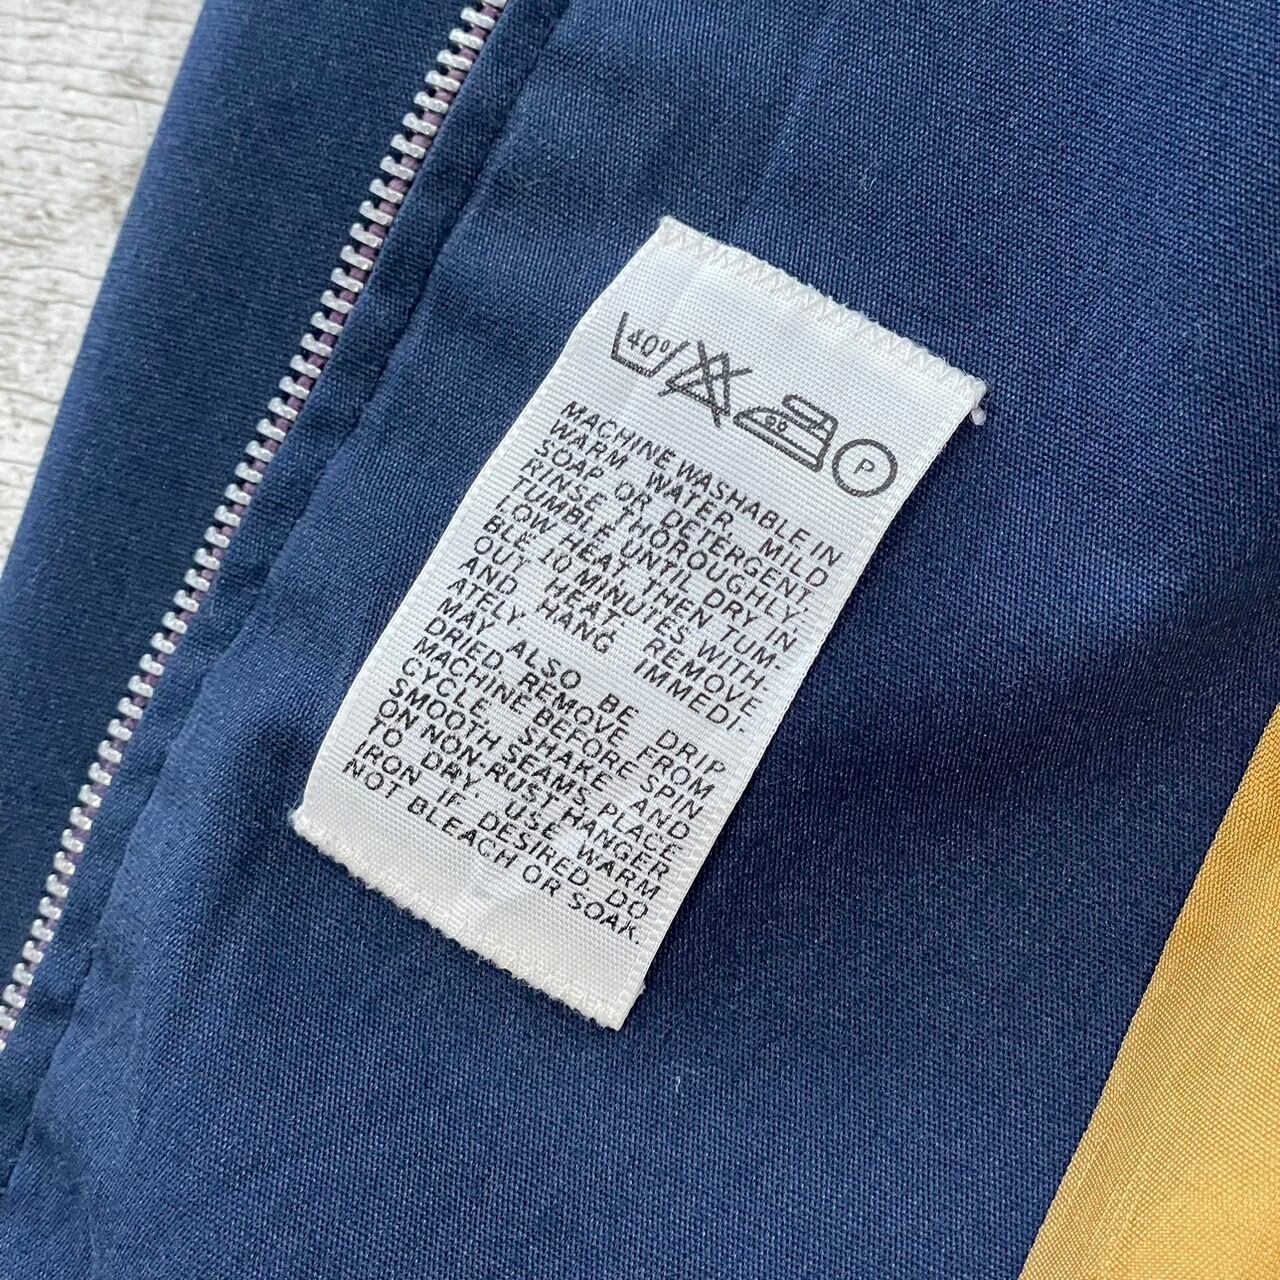 40°
P
MACHINE WASHABLE IN
WARM WATER, MILD
SOAP OR DETERGENT.
RINSE THOROUGHLY.
TUMBLE UNTIL DRY IN
LOW HEAT, THEN TUM-
BLE 10 MINUTES WITH-
OUT HEAT. REMOVE
AND HANG IMMEDI-
ATELY.
MAY ALSO BE DRIP
DRIED. REMOVE FROM
MACHINE BEFORE SPIN
CYCLE. SHAKE AND
SMOOTH SEAMS, PLACE
ON NON-RUST HANGER
TO DRY. USE WARM
IRON IF DESIRED. DO
NOT BLEACH OR SOAK.